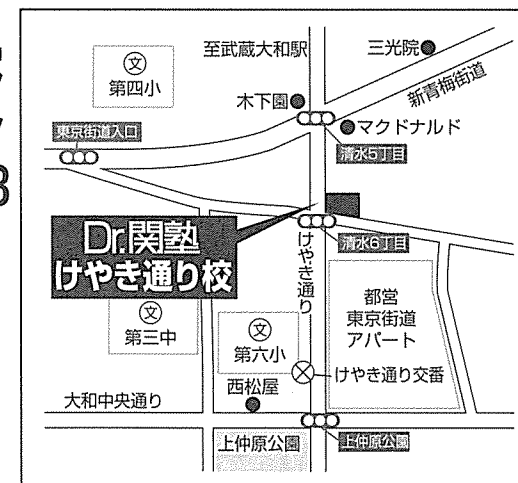 至武蔵大和駅
三光院
文
第四小
新青梅街道
木下園
マクドナルド
東京街道入口
清水5丁目
Dr.関塾
けやき通り校
清水6丁目
けやき通り
都営
東京街道
アパート
文
第三中
文
第六小
けやき通り交番
西松屋
大和中央通り
上仲原公園
上仲原公園